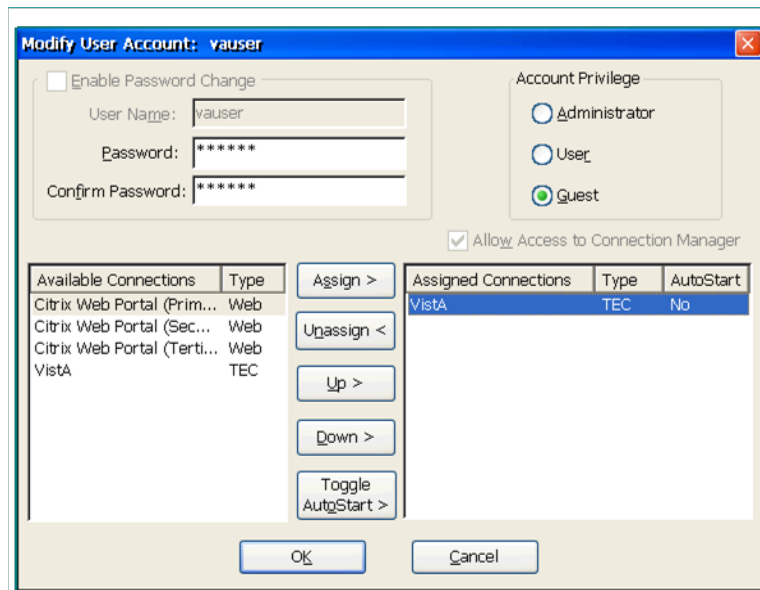 Modify User Account: vauser
Enable Password Change
User Name: vauser
Password: ******
Confirm Password: ******
Account Privilege
Administrator
User
Guest
Allow Access to Connection Manager
Available Connections Type
Citrix Web Portal (Prim... Web
Citrix Web Portal (Sec... Web
Citrix Web Portal (Terti... Web
VistA TEC
Assign >
Unassign <
Up >
Down >
Toggle
AutoStart >
Assigned Connections Type AutoStart
VistA TEC No
OK
Cancel